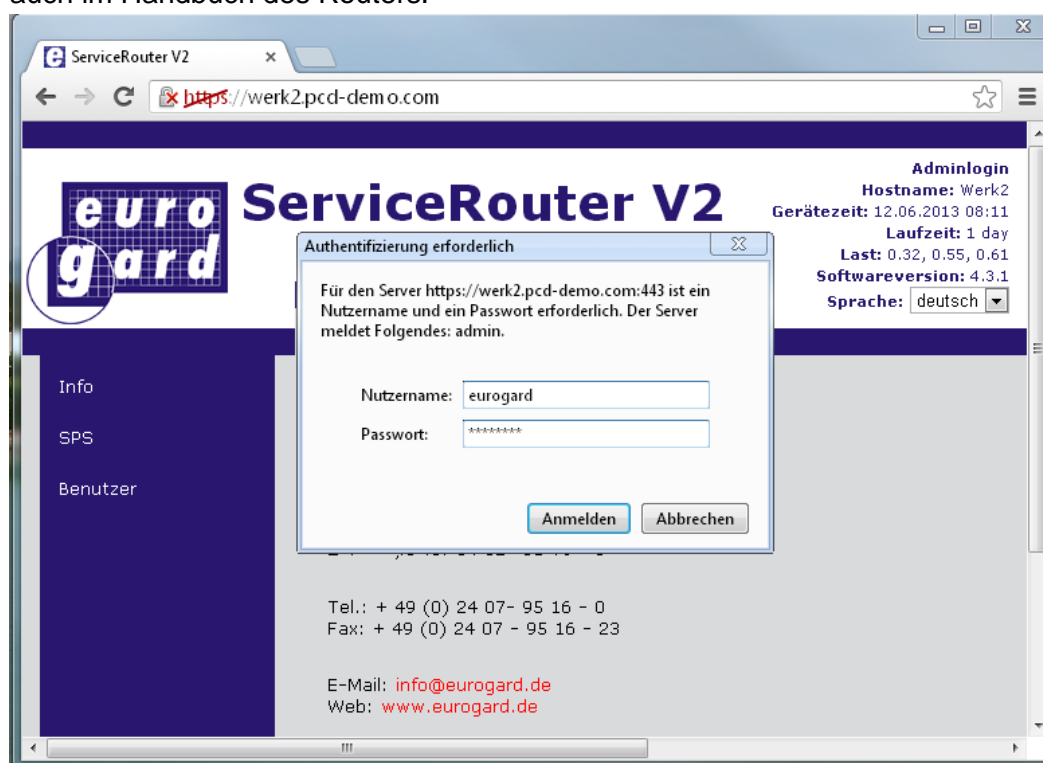 auch im Handbuch des Routers.
ServiceRouter V2
https://werk2.pcd-demo.com
euro
gard
ServiceRouter V2
Adminlogin
Hostname: Werk2
Gerätezeit: 12.06.2013 08:11
Laufzeit: 1 day
Last: 0.32, 0.55, 0.61
Softwareversion: 4.3.1
Sprache: deutsch
Authentifizierung erforderlich
Für den Server https://werk2.pcd-demo.com:443 ist ein
Nutzername und ein Passwort erforderlich. Der Server
meldet Folgendes: admin.
Nutzername: eurogard
Passwort: ********
Anmelden Abbrechen
Info
SPS
Benutzer
Tel.: + 49 (0) 24 07- 95 16 - 0
Fax: + 49 (0) 24 07 - 95 16 - 23
E-Mail: info@eurogard.de
Web: www.eurogard.de